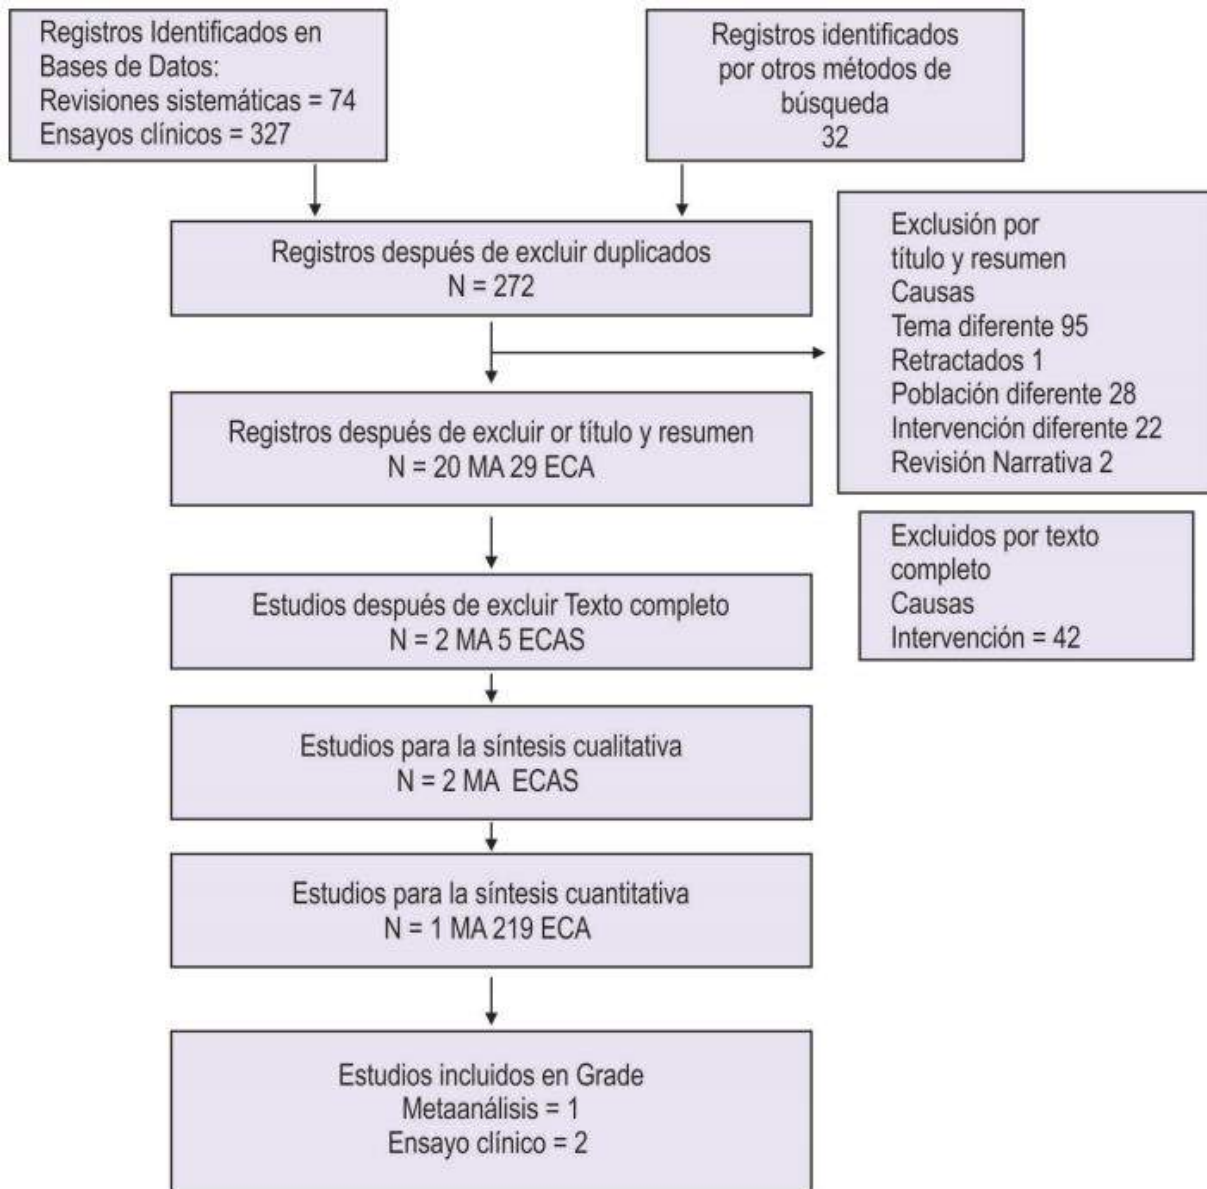 Registros Identificados en
Bases de Datos:
Revisiones sistemáticas = 74
Ensayos clínicos = 327
Registros identificados
por otros métodos de
búsqueda
32
Registros después de excluir duplicados
N = 272
Exclusión por
título y resumen
Causas
Tema diferente 95
Retractados 1
Población diferente 28
Intervención diferente 22
Revisión Narrativa 2
Registros después de excluir or título y resumen
N = 20 MA 29 ECA
Excluidos por texto
completo
Causas
Intervención = 42
Estudios después de excluir Texto completo
N = 2 MA 5 ECAS
Estudios para la síntesis cualitativa
N = 2 MA ECAS
Estudios para la síntesis cuantitativa
N = 1 MA 219 ECA
Estudios incluidos en Grade
Metaanálisis = 1
Ensayo clínico = 2